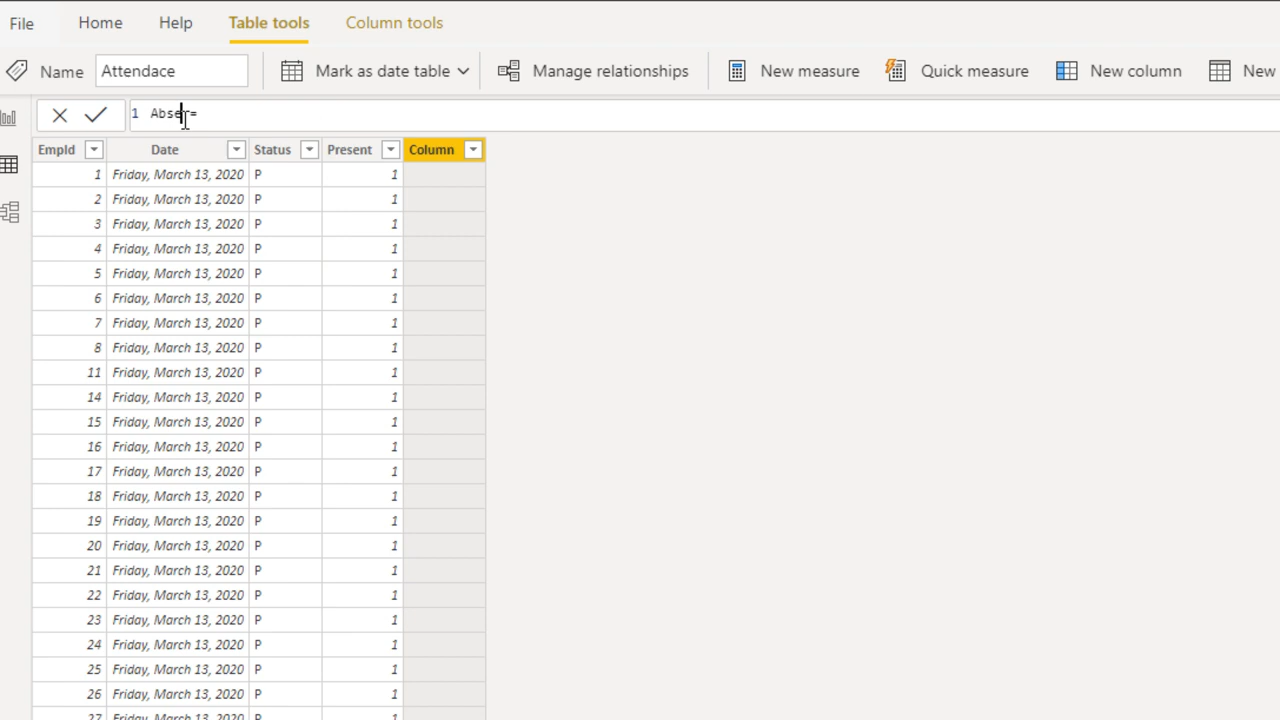 File Home Help Table tools Column tools
Name Attendace Mark as date table Manage relationships New measure Quick measure New column New
1 Abse =
EmpId Date Status Present Column
1 Friday, March 13, 2020 P 1
2 Friday, March 13, 2020 P 1
3 Friday, March 13, 2020 P 1
4 Friday, March 13, 2020 P 1
5 Friday, March 13, 2020 P 1
6 Friday, March 13, 2020 P 1
7 Friday, March 13, 2020 P 1
8 Friday, March 13, 2020 P 1
11 Friday, March 13, 2020 P 1
14 Friday, March 13, 2020 P 1
15 Friday, March 13, 2020 P 1
16 Friday, March 13, 2020 P 1
17 Friday, March 13, 2020 P 1
18 Friday, March 13, 2020 P 1
19 Friday, March 13, 2020 P 1
20 Friday, March 13, 2020 P 1
21 Friday, March 13, 2020 P 1
22 Friday, March 13, 2020 P 1
23 Friday, March 13, 2020 P 1
24 Friday, March 13, 2020 P 1
25 Friday, March 13, 2020 P 1
26 Friday, March 13, 2020 P 1
27 Friday, March 13, 2020 P 1